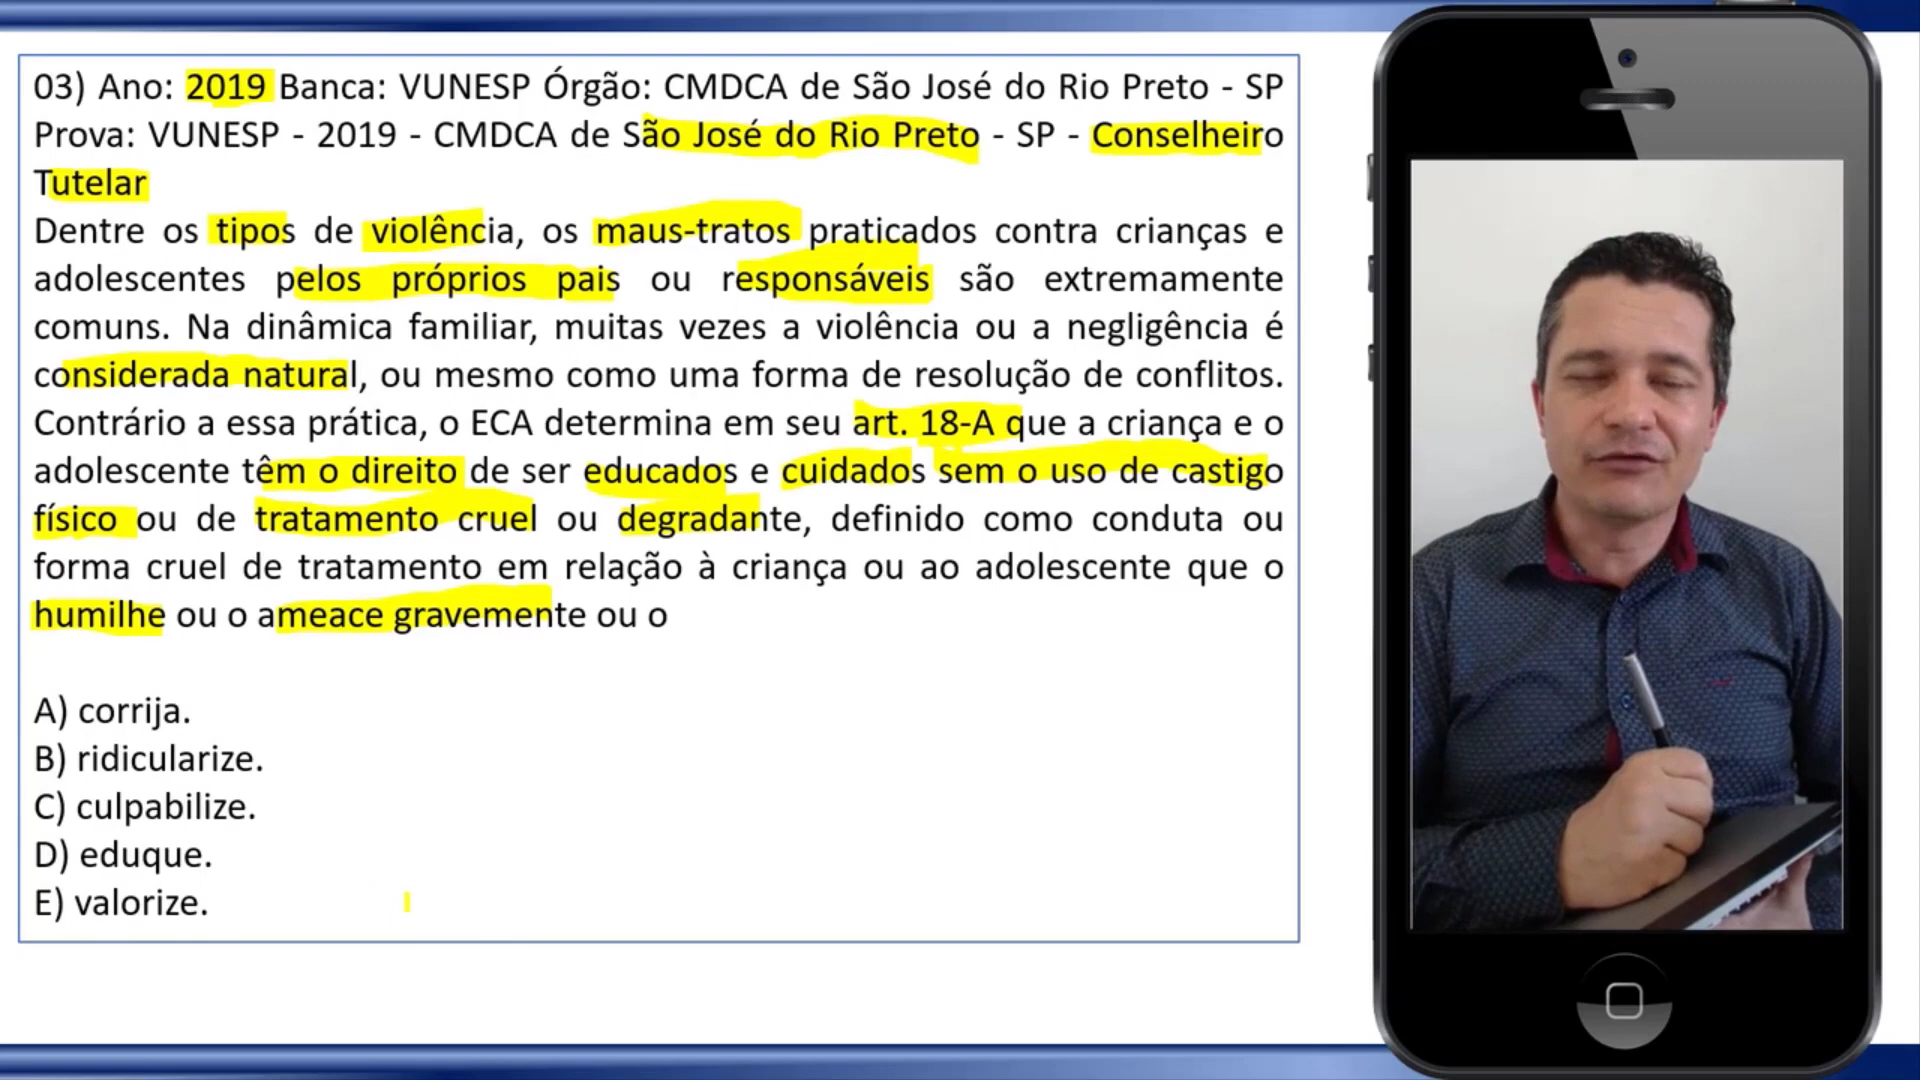 03) Ano: 2019 Banca: VUNESP Órgão: CMDCA de São José do Rio Preto - SP
Prova: VUNESP - 2019 - CMDCA de São José do Rio Preto - SP - Conselheiro
Tutelar
Dentre os tipos de violência, os maus-tratos praticados contra crianças e
adolescentes pelos próprios pais ou responsáveis são extremamente
comuns. Na dinâmica familiar, muitas vezes a violência ou a negligência é
considerada natural, ou mesmo como uma forma de resolução de conflitos.
Contrário a essa prática, o ECA determina em seu art. 18-A que a criança e o
adolescente têm o direito de ser educados e cuidados sem o uso de castigo
físico ou de tratamento cruel ou degradante, definido como conduta ou
forma cruel de tratamento em relação à criança ou ao adolescente que o
humilhe ou o ameace gravemente ou o
A) corrija.
B) ridicularize.
C) culpabilize.
D) eduque.
E) valorize.